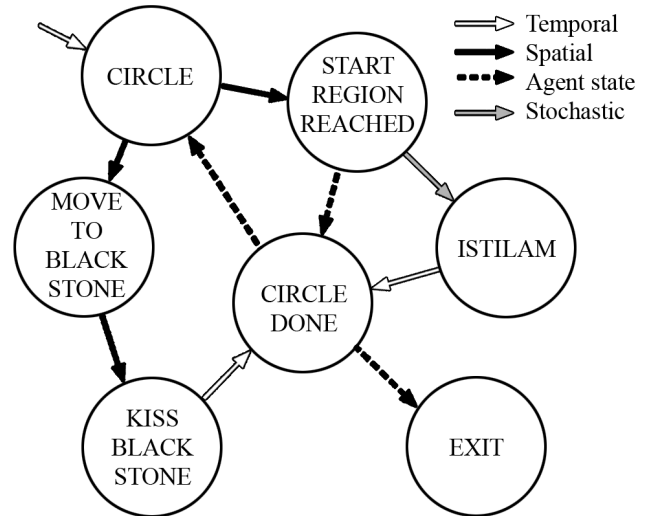 CIRCLE
START
REGION
REACHED
Temporal
Spatial
Agent state
Stochastic
MOVE
TO
BLACK
STONE
ISTILAM
CIRCLE
DONE
KISS
BLACK
STONE
EXIT